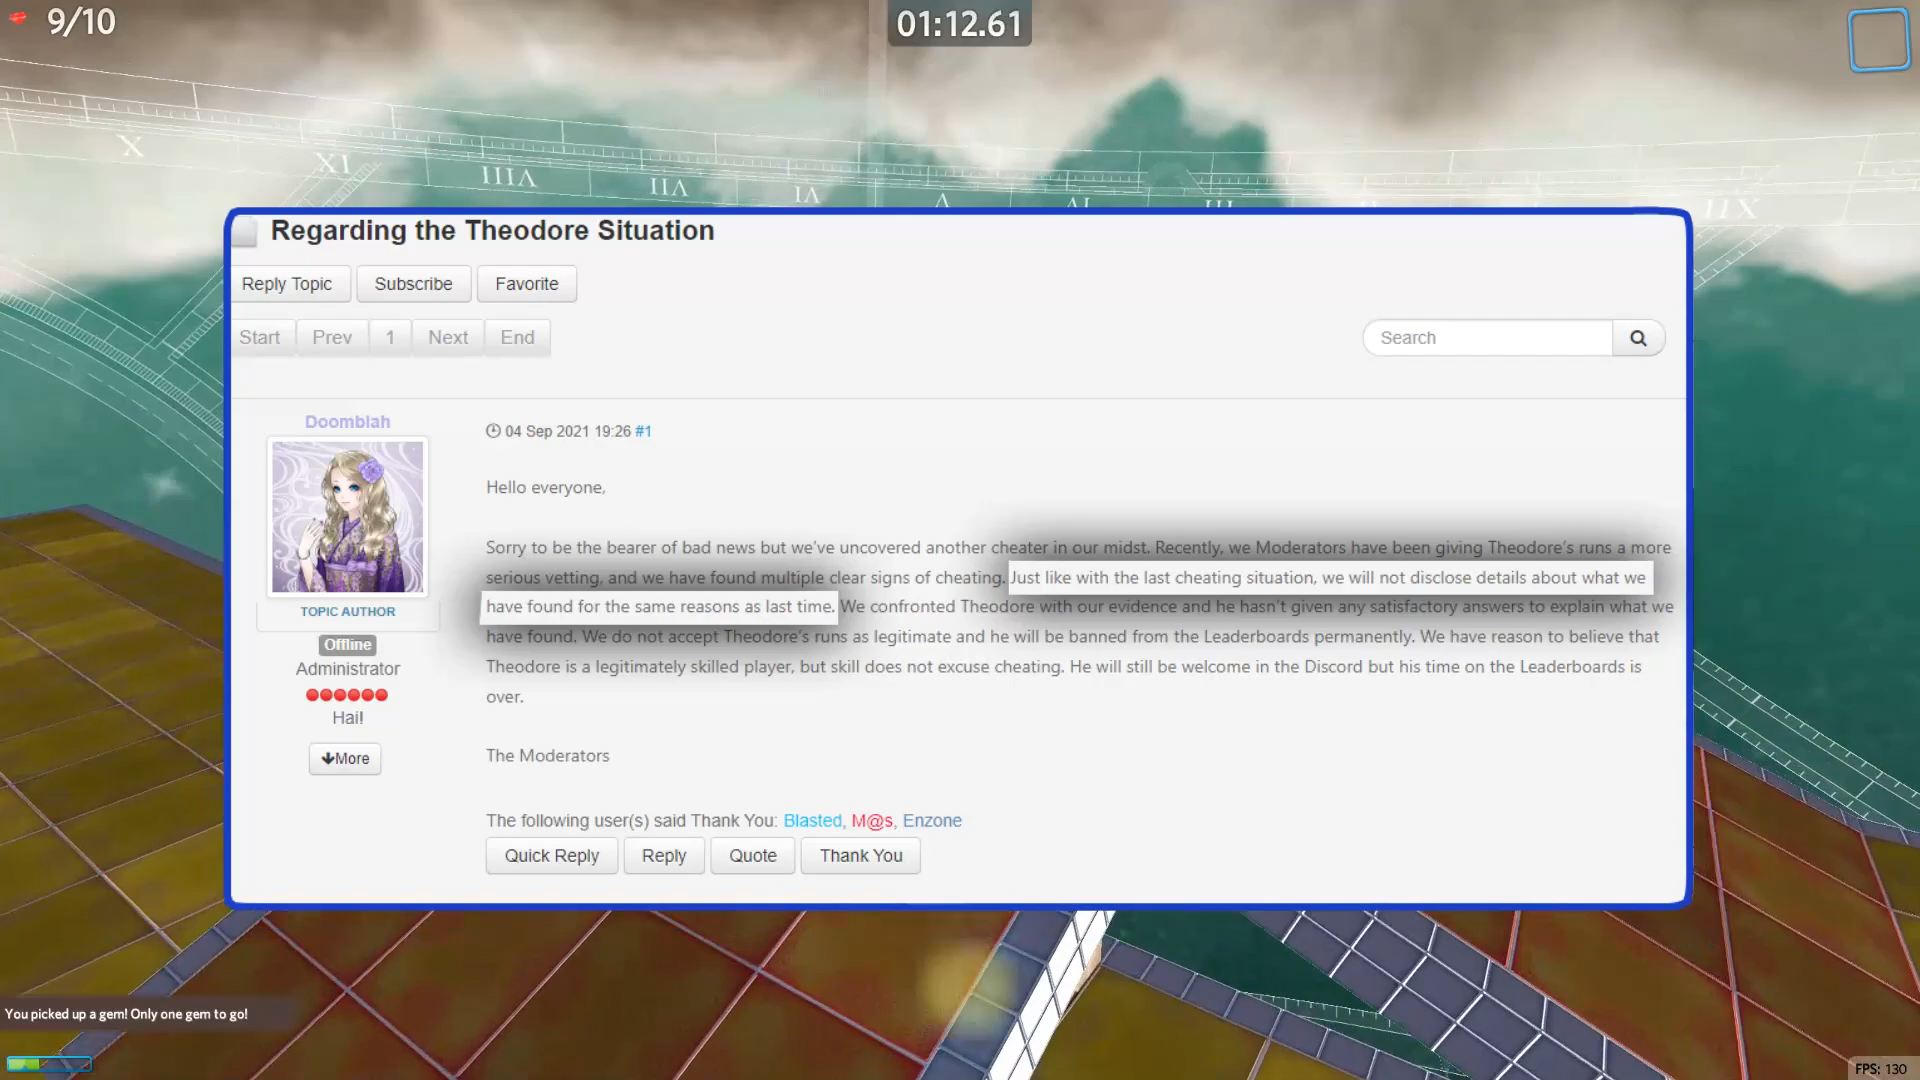 9/10
01:12.61
X XI IIIΛ IIΛ IΛ Λ ΛI III IIX
Regarding the Theodore Situation
Reply Topic Subscribe Favorite
Start Prev 1 Next End
Search
Doomblah
04 Sep 2021 19:26 #1
Hello everyone,
Sorry to be the bearer of bad news but we've uncovered another cheater in our midst. Recently, we Moderators have been giving Theodore's runs a more
serious vetting, and we have found multiple clear signs of cheating. Just like with the last cheating situation, we will not disclose details about what we
have found for the same reasons as last time. We confronted Theodore with our evidence and he hasn't given any satisfactory answers to explain what we
have found. We do not accept Theodore's runs as legitimate and he will be banned from the Leaderboards permanently. We have reason to believe that
Theodore is a legitimately skilled player, but skill does not excuse cheating. He will still be welcome in the Discord but his time on the Leaderboards is
over.
The Moderators
TOPIC AUTHOR
Offline
Administrator
Hai!
More
The following user(s) said Thank You: Blasted, M@s, Enzone
Quick Reply Reply Quote Thank You
You picked up a gem! Only one gem to go!
FPS: 130